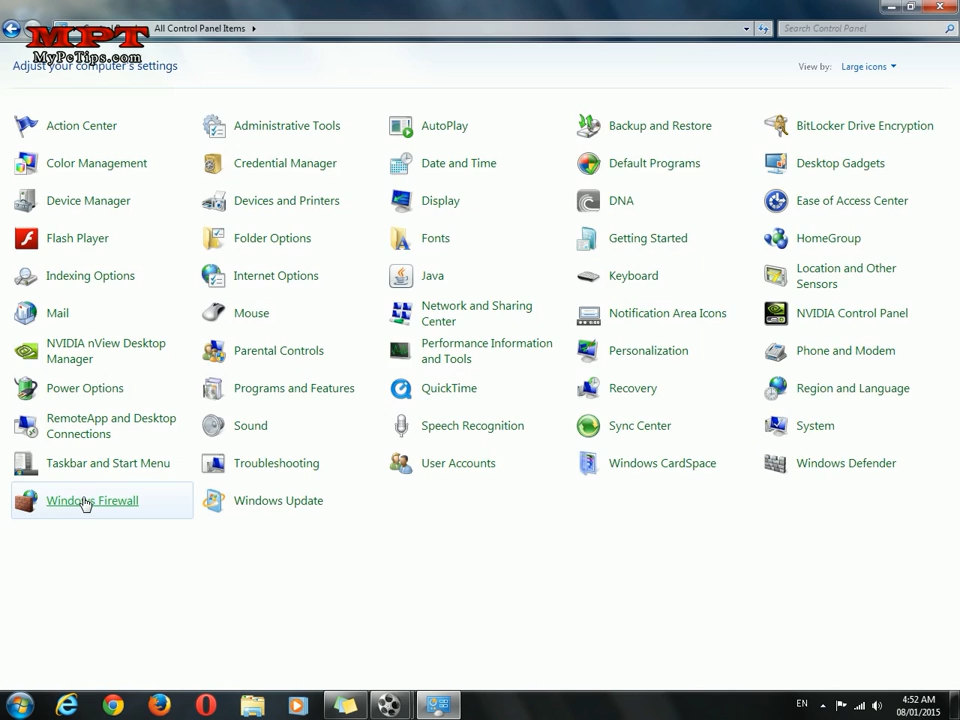 All Control Panel Items
Search Control Panel
MPT
MyPcTips.com
Adjust your computer's settings
View by: Large icons
Action Center
Administrative Tools
AutoPlay
Backup and Restore
BitLocker Drive Encryption
Color Management
Credential Manager
Date and Time
Default Programs
Desktop Gadgets
Device Manager
Devices and Printers
Display
DNA
Ease of Access Center
Flash Player
Folder Options
Fonts
Getting Started
HomeGroup
Indexing Options
Internet Options
Java
Keyboard
Location and Other
Sensors
Mail
Mouse
Network and Sharing
Center
Notification Area Icons
NVIDIA Control Panel
NVIDIA nView Desktop
Manager
Parental Controls
Performance Information
and Tools
Personalization
Phone and Modem
Power Options
Programs and Features
QuickTime
Recovery
Region and Language
RemoteApp and Desktop
Connections
Sound
Speech Recognition
Sync Center
System
Taskbar and Start Menu
Troubleshooting
User Accounts
Windows CardSpace
Windows Defender
Windows Firewall
Windows Update
EN
4:52 AM
08/01/2015